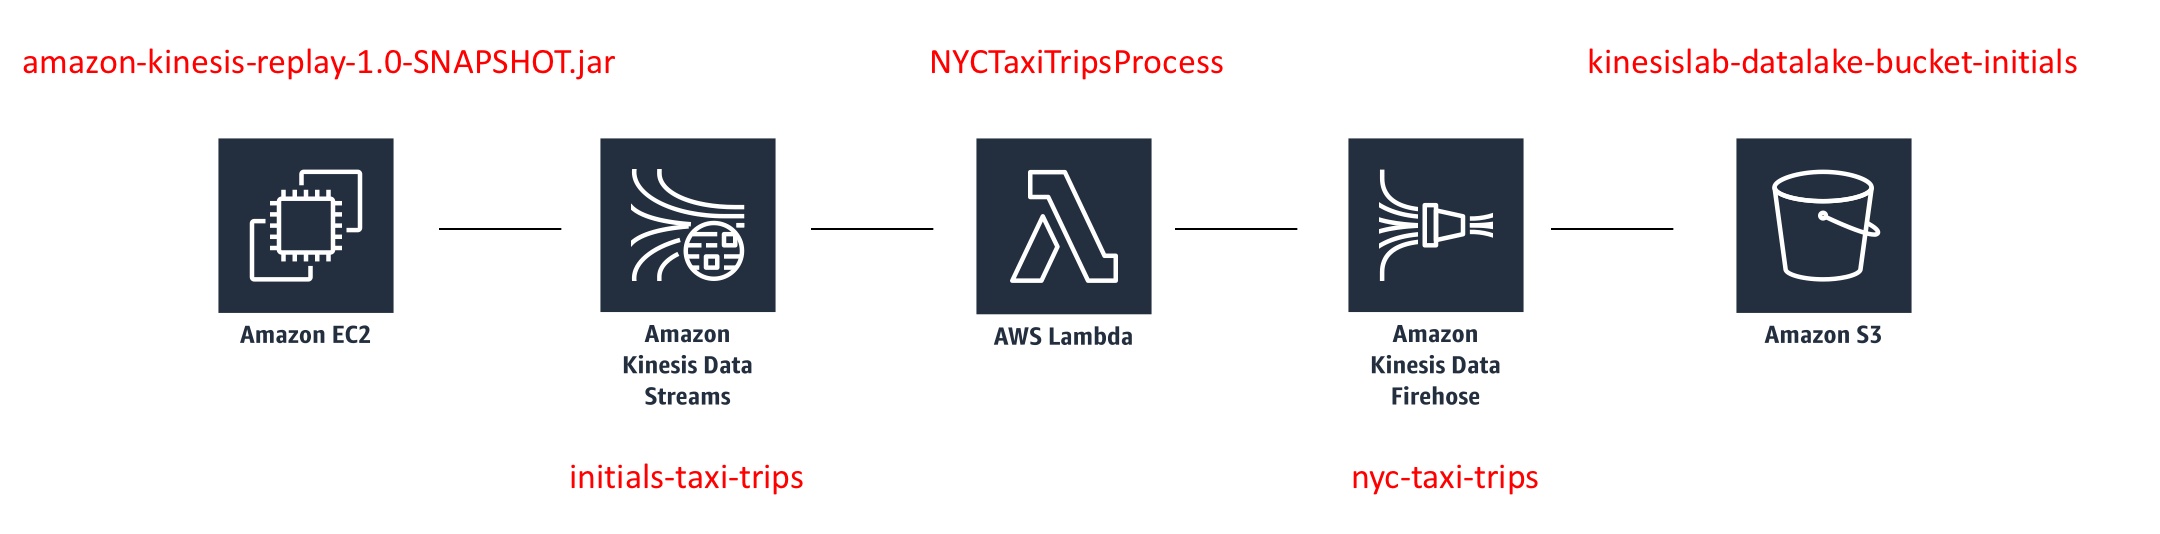 amazon-kinesis-replay-1.0-SNAPSHOT.jar
NYCTaxiTripsProcess
kinesislab-datalake-bucket-initials
Amazon EC2
Amazon
Kinesis Data
Streams
AWS Lambda
Amazon
Kinesis Data
Firehose
Amazon S3
initials-taxi-trips
nyc-taxi-trips